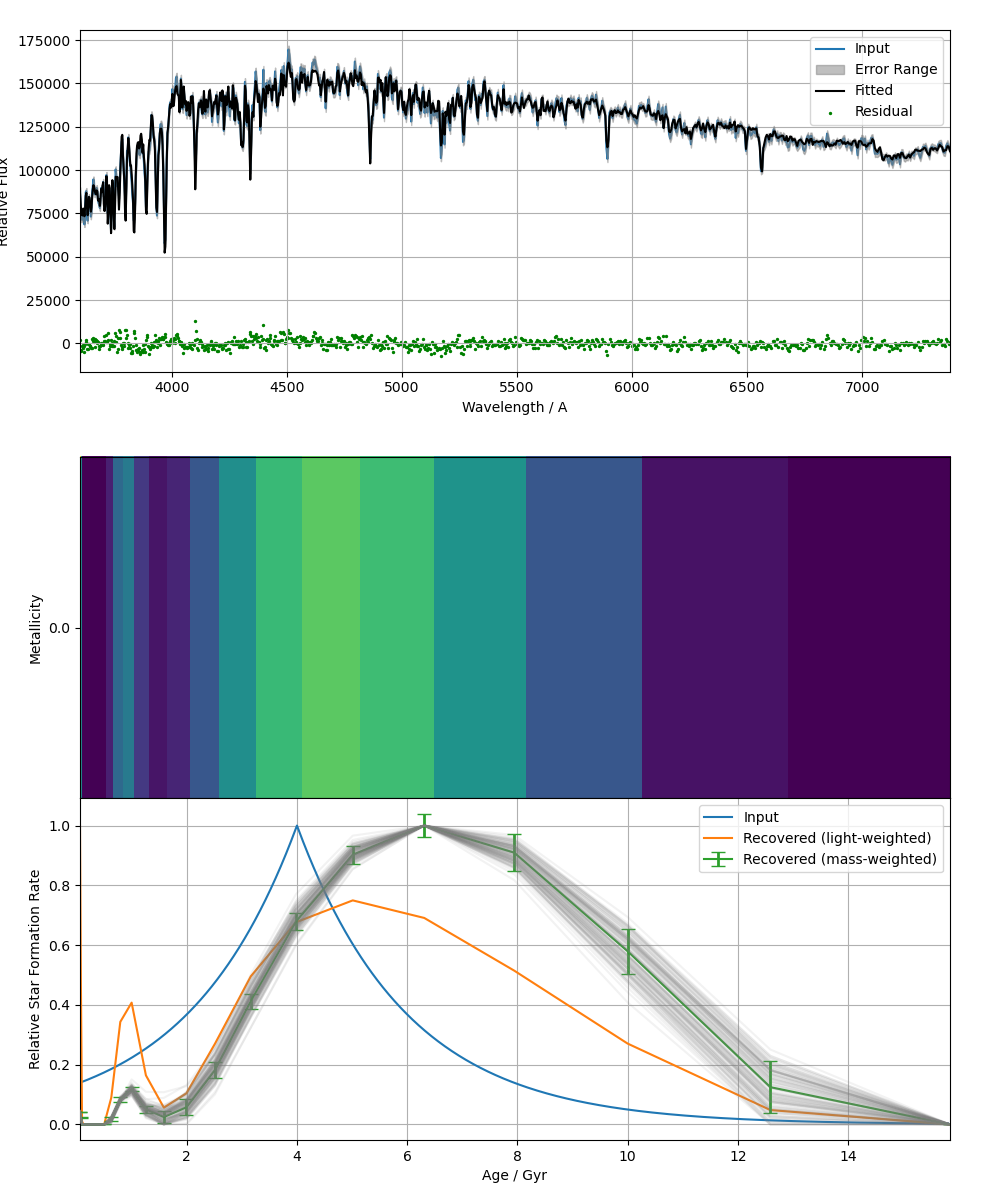 175000
150000
125000
100000
75000
50000
25000
0
Relative Flux
Input
Error Range
Fitted
Residual
4000 4500 5000 5500 6000 6500 7000
Wavelength / A
Metallicity
0.0
1.0
0.8
0.6
0.4
0.2
0.0
Relative Star Formation Rate
Input
Recovered (light-weighted)
Recovered (mass-weighted)
2 4 6 8 10 12 14
Age / Gyr